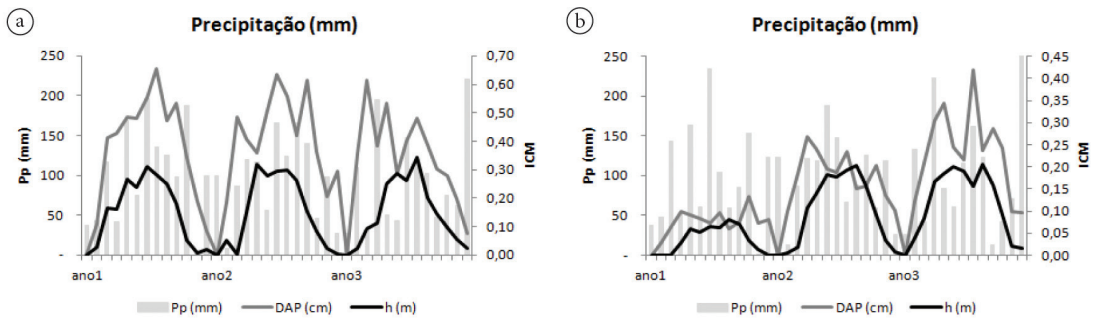 a
Precipitação (mm)
250
200
150
100
50
-
Pp (mm)
0,70
0,60
0,50
0,40
0,30
0,20
0,10
0,00
ICM
ano1
ano2
ano3
Pp (mm)
DAP (cm)
h (m)
b
Precipitação (mm)
250
200
150
100
50
-
Pp (mm)
0,45
0,40
0,35
0,30
0,25
0,20
0,15
0,10
0,05
0,00
ICM
ano1
ano2
ano3
Pp (mm)
DAP (cm)
h (m)